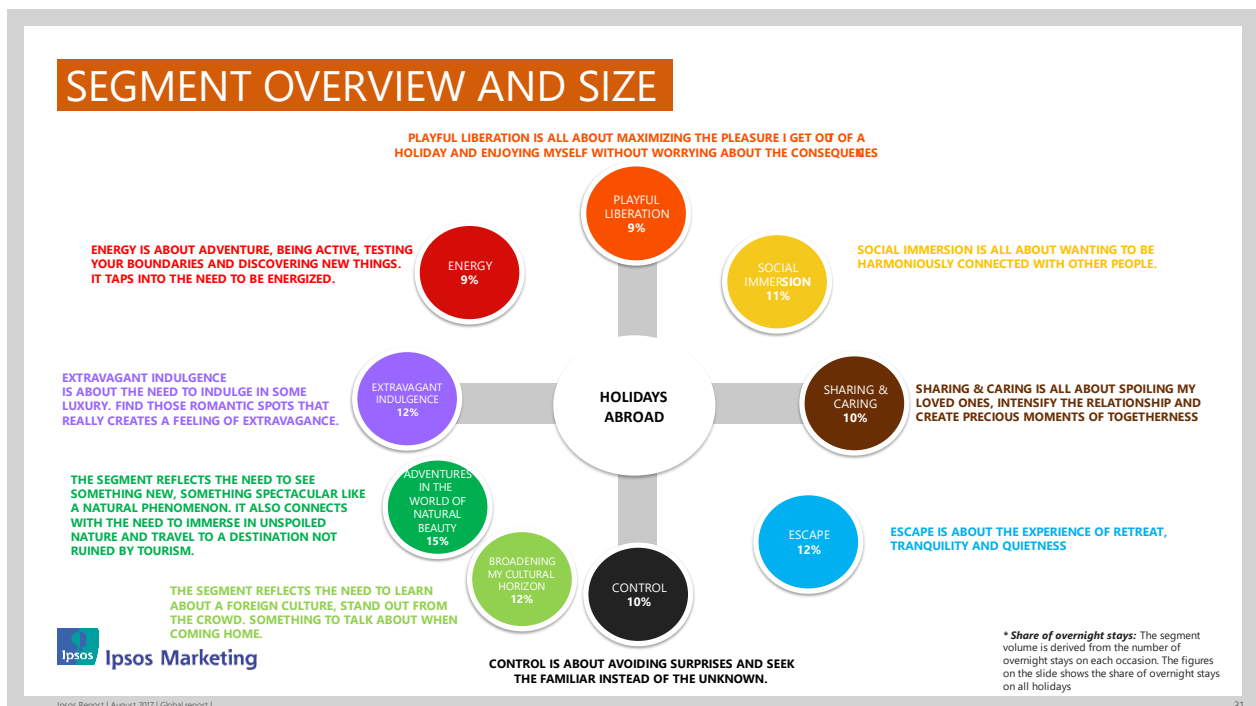 SEGMENT OVERVIEW AND SIZE
PLAYFUL LIBERATION IS ALL ABOUT MAXIMIZING THE PLEASURE I GET OUT OF A
HOLIDAY AND ENJOYING MYSELF WITHOUT WORRYING ABOUT THE CONSEQUENCES
PLAYFUL
LIBERATION
9%
ENERGY IS ABOUT ADVENTURE, BEING ACTIVE, TESTING
YOUR BOUNDARIES AND DISCOVERING NEW THINGS.
IT TAPS INTO THE NEED TO BE ENERGIZED.
ENERGY
9%
SOCIAL
IMMERSION
11%
SOCIAL IMMERSION IS ALL ABOUT WANTING TO BE
HARMONIOUSLY CONNECTED WITH OTHER PEOPLE.
EXTRAVAGANT INDULGENCE
IS ABOUT THE NEED TO INDULGE IN SOME
LUXURY. FIND THOSE ROMANTIC SPOTS THAT
REALLY CREATES A FEELING OF EXTRAVAGANCE.
EXTRAVAGANT
INDULGENCE
12%
HOLIDAYS
ABROAD
SHARING &
CARING
10%
SHARING & CARING IS ALL ABOUT SPOILING MY
LOVED ONES, INTENSIFY THE RELATIONSHIP AND
CREATE PRECIOUS MOMENTS OF TOGETHERNESS
THE SEGMENT REFLECTS THE NEED TO SEE
SOMETHING NEW, SOMETHING SPECTACULAR LIKE
A NATURAL PHENOMENON. IT ALSO CONNECTS
WITH THE NEED TO IMMERSE IN UNSPOILED
NATURE AND TRAVEL TO A DESTINATION NOT
RUINED BY TOURISM.
ADVENTURES
IN THE
WORLD OF
NATURAL
BEAUTY
15%
ESCAPE
12%
ESCAPE IS ABOUT THE EXPERIENCE OF RETREAT,
TRANQUILITY AND QUIETNESS
BROADENING
MY CULTURAL
HORIZON
12%
CONTROL
10%
THE SEGMENT REFLECTS THE NEED TO LEARN
ABOUT A FOREIGN CULTURE, STAND OUT FROM
THE CROWD. SOMETHING TO TALK ABOUT WHEN
COMING HOME.
CONTROL IS ABOUT AVOIDING SURPRISES AND SEEK
THE FAMILIAR INSTEAD OF THE UNKNOWN.
* Share of overnight stays: The segment
volume is derived from the number of
overnight stays on each occasion. The figures
on the slide shows the share of overnight stays
on all holidays
Ipsos
Ipsos Marketing
Ipsos Report | August 2017 | Global report |
31